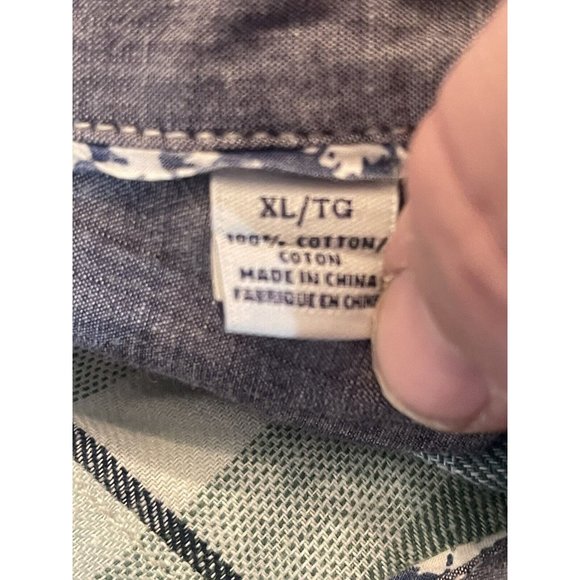 XL/TG
100% COTTON/
COTON
MADE IN CHINA
FABRIQUE EN CHINE